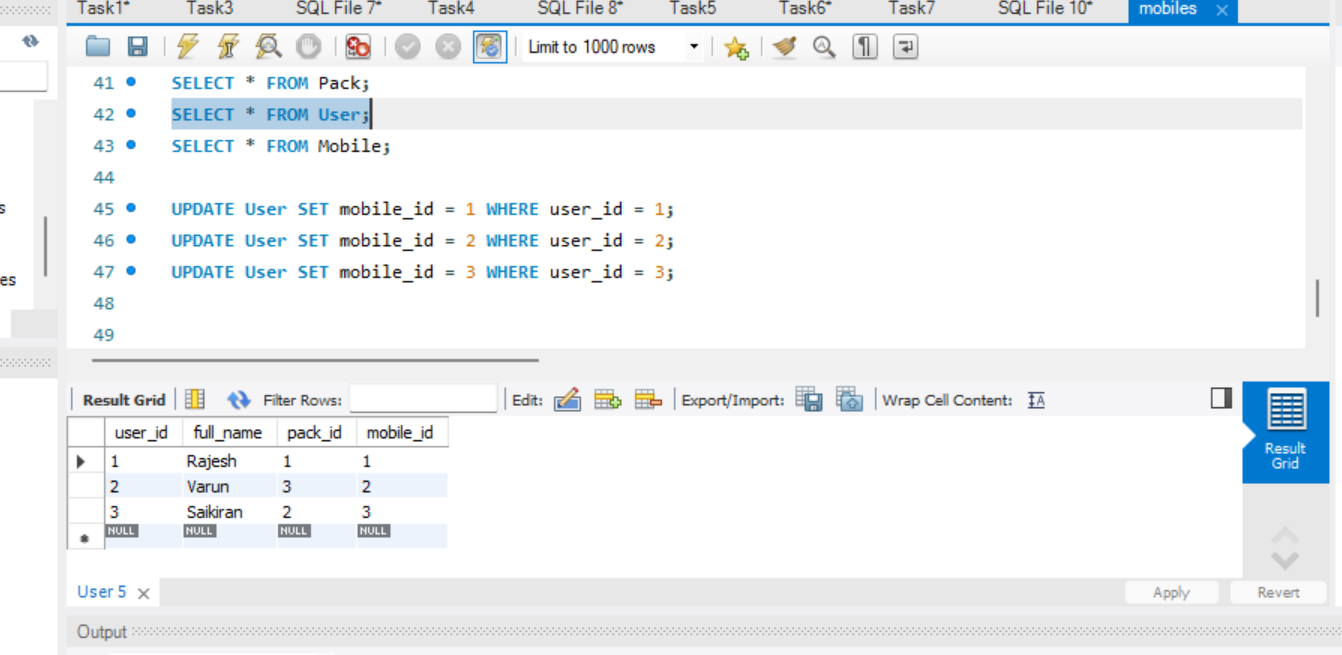 Task1* Task3 SQL File 7* Task4 SQL File 8* Task5 Task6* Task7 SQL File 10* mobiles
Limit to 1000 rows
41 SELECT * FROM Pack;
42 SELECT * FROM User;
43 SELECT * FROM Mobile;
44
45 UPDATE User SET mobile_id = 1 WHERE user_id = 1;
46 UPDATE User SET mobile_id = 2 WHERE user_id = 2;
47 UPDATE User SET mobile_id = 3 WHERE user_id = 3;
48
49
s
es
Result Grid Filter Rows: Edit: Export/Import: Wrap Cell Content: IA
user_id full_name pack_id mobile_id
1 Rajesh 1 1
2 Varun 3 2
3 Saikiran 2 3
NULL NULL NULL NULL
Result
Grid
User 5 Apply Revert
Output